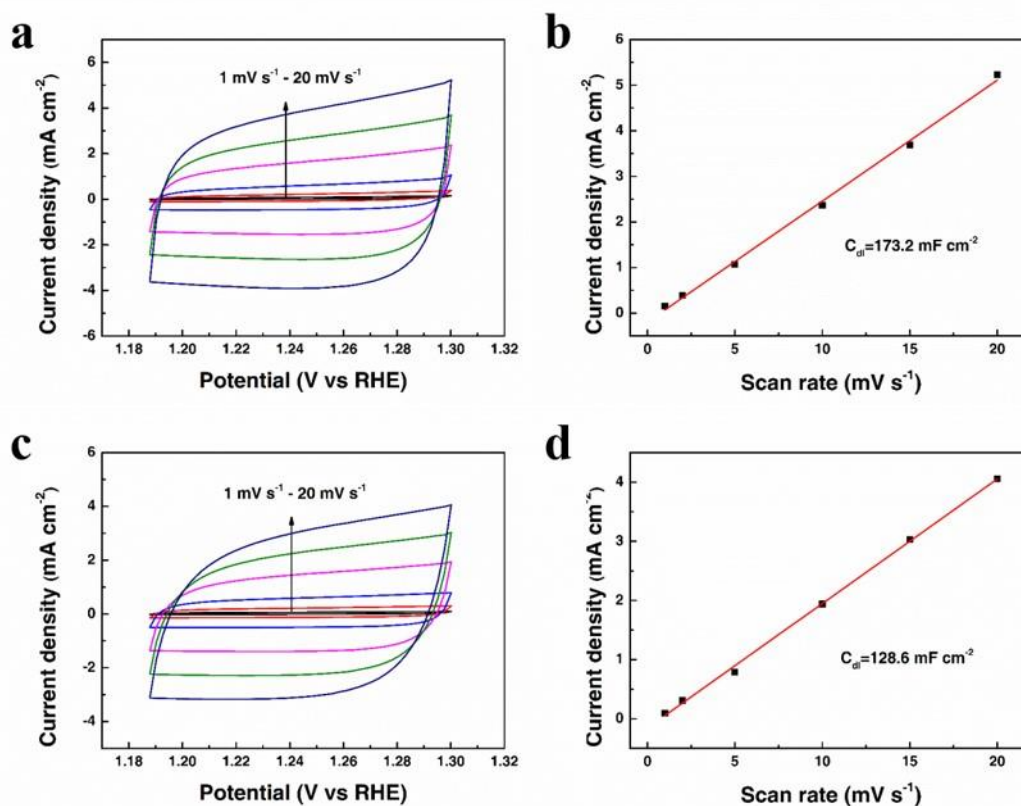 a
Current density (mA cm⁻²)
6
4
2
0
-2
-4
-6
1 mV s⁻¹ - 20 mV s⁻¹
1.18 1.20 1.22 1.24 1.26 1.28 1.30 1.32
Potential (V vs RHE)
b
Current density (mA cm⁻²)
6
5
4
3
2
1
0
C_dl=173.2 mF cm⁻²
0 5 10 15 20
Scan rate (mV s⁻¹)
c
Current density (mA cm⁻²)
6
4
2
0
-2
-4
1 mV s⁻¹ - 20 mV s⁻¹
1.18 1.20 1.22 1.24 1.26 1.28 1.30 1.32
Potential (V vs RHE)
d
Current density (mA cm⁻²)
4
3
2
1
0
C_dl=128.6 mF cm⁻²
0 5 10 15 20
Scan rate (mV s⁻¹)